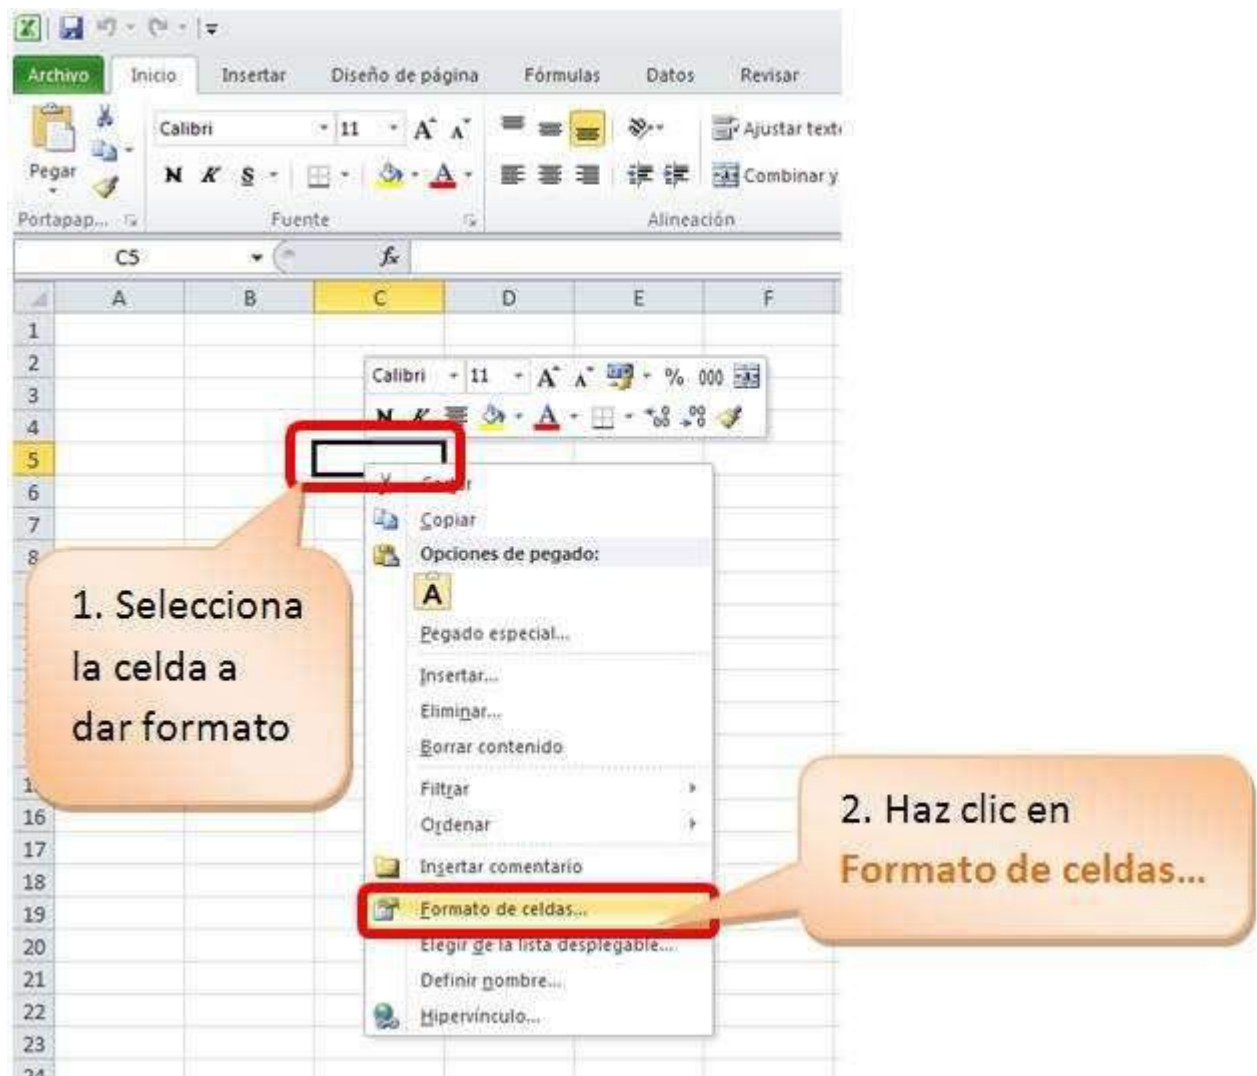 Archivo Inicio Insertar Diseño de página Fórmulas Datos Revisar
Calibri 11 A A Ajustar text
Pegar N K S A Combinar y
Portapap... Fuente Alineación
C5 fx
A B C D E F
1
2
Calibri 11 A A % 000
3
N K A
4
5
6
7
Copiar
8
Opciones de pegado:
A
1. Selecciona
la celda a
dar formato
Pegado especial...
Insertar...
Eliminar...
Borrar contenido
Filtrar
Ordenar
2. Haz clic en
Formato de celdas...
16
17
Insertar comentario
18
19
Formato de celdas...
20
Elegir de la lista desplegable...
21
Definir nombre...
22
Hipervínculo...
23
24